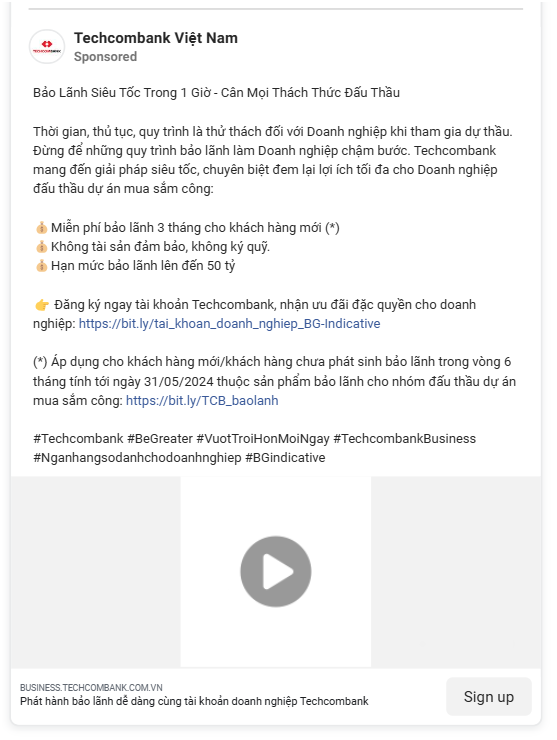 TECHCOMBANK
Techcombank Việt Nam
Sponsored
Bảo Lãnh Siêu Tốc Trong 1 Giờ - Cân Mọi Thách Thức Đấu Thầu
Thời gian, thủ tục, quy trình là thử thách đối với Doanh nghiệp khi tham gia dự thầu.
Đừng để những quy trình bảo lãnh làm Doanh nghiệp chậm bước. Techcombank
mang đến giải pháp siêu tốc, chuyên biệt đem lại lợi ích tối đa cho Doanh nghiệp
đấu thầu dự án mua sắm công:
💰Miễn phí bảo lãnh 3 tháng cho khách hàng mới (*)
💰Không tài sản đảm bảo, không ký quỹ.
💰Hạn mức bảo lãnh lên đến 50 tỷ
👉 Đăng ký ngay tài khoản Techcombank, nhận ưu đãi đặc quyền cho doanh
nghiệp: https://bit.ly/tai_khoan_doanh_nghiep_BG-Indicative
(*) Áp dụng cho khách hàng mới/khách hàng chưa phát sinh bảo lãnh trong vòng 6
tháng tính tới ngày 31/05/2024 thuộc sản phẩm bảo lãnh cho nhóm đấu thầu dự án
mua sắm công: https://bit.ly/TCB_baolanh
#Techcombank #BeGreater #VuotTroiHonMoiNgay #TechcombankBusiness
#Nganhangsodanhchodoanhnghiep #BGindicative
BUSINESS.TECHCOMBANK.COM.VN
Phát hành bảo lãnh dễ dàng cùng tài khoản doanh nghiệp Techcombank
Sign up